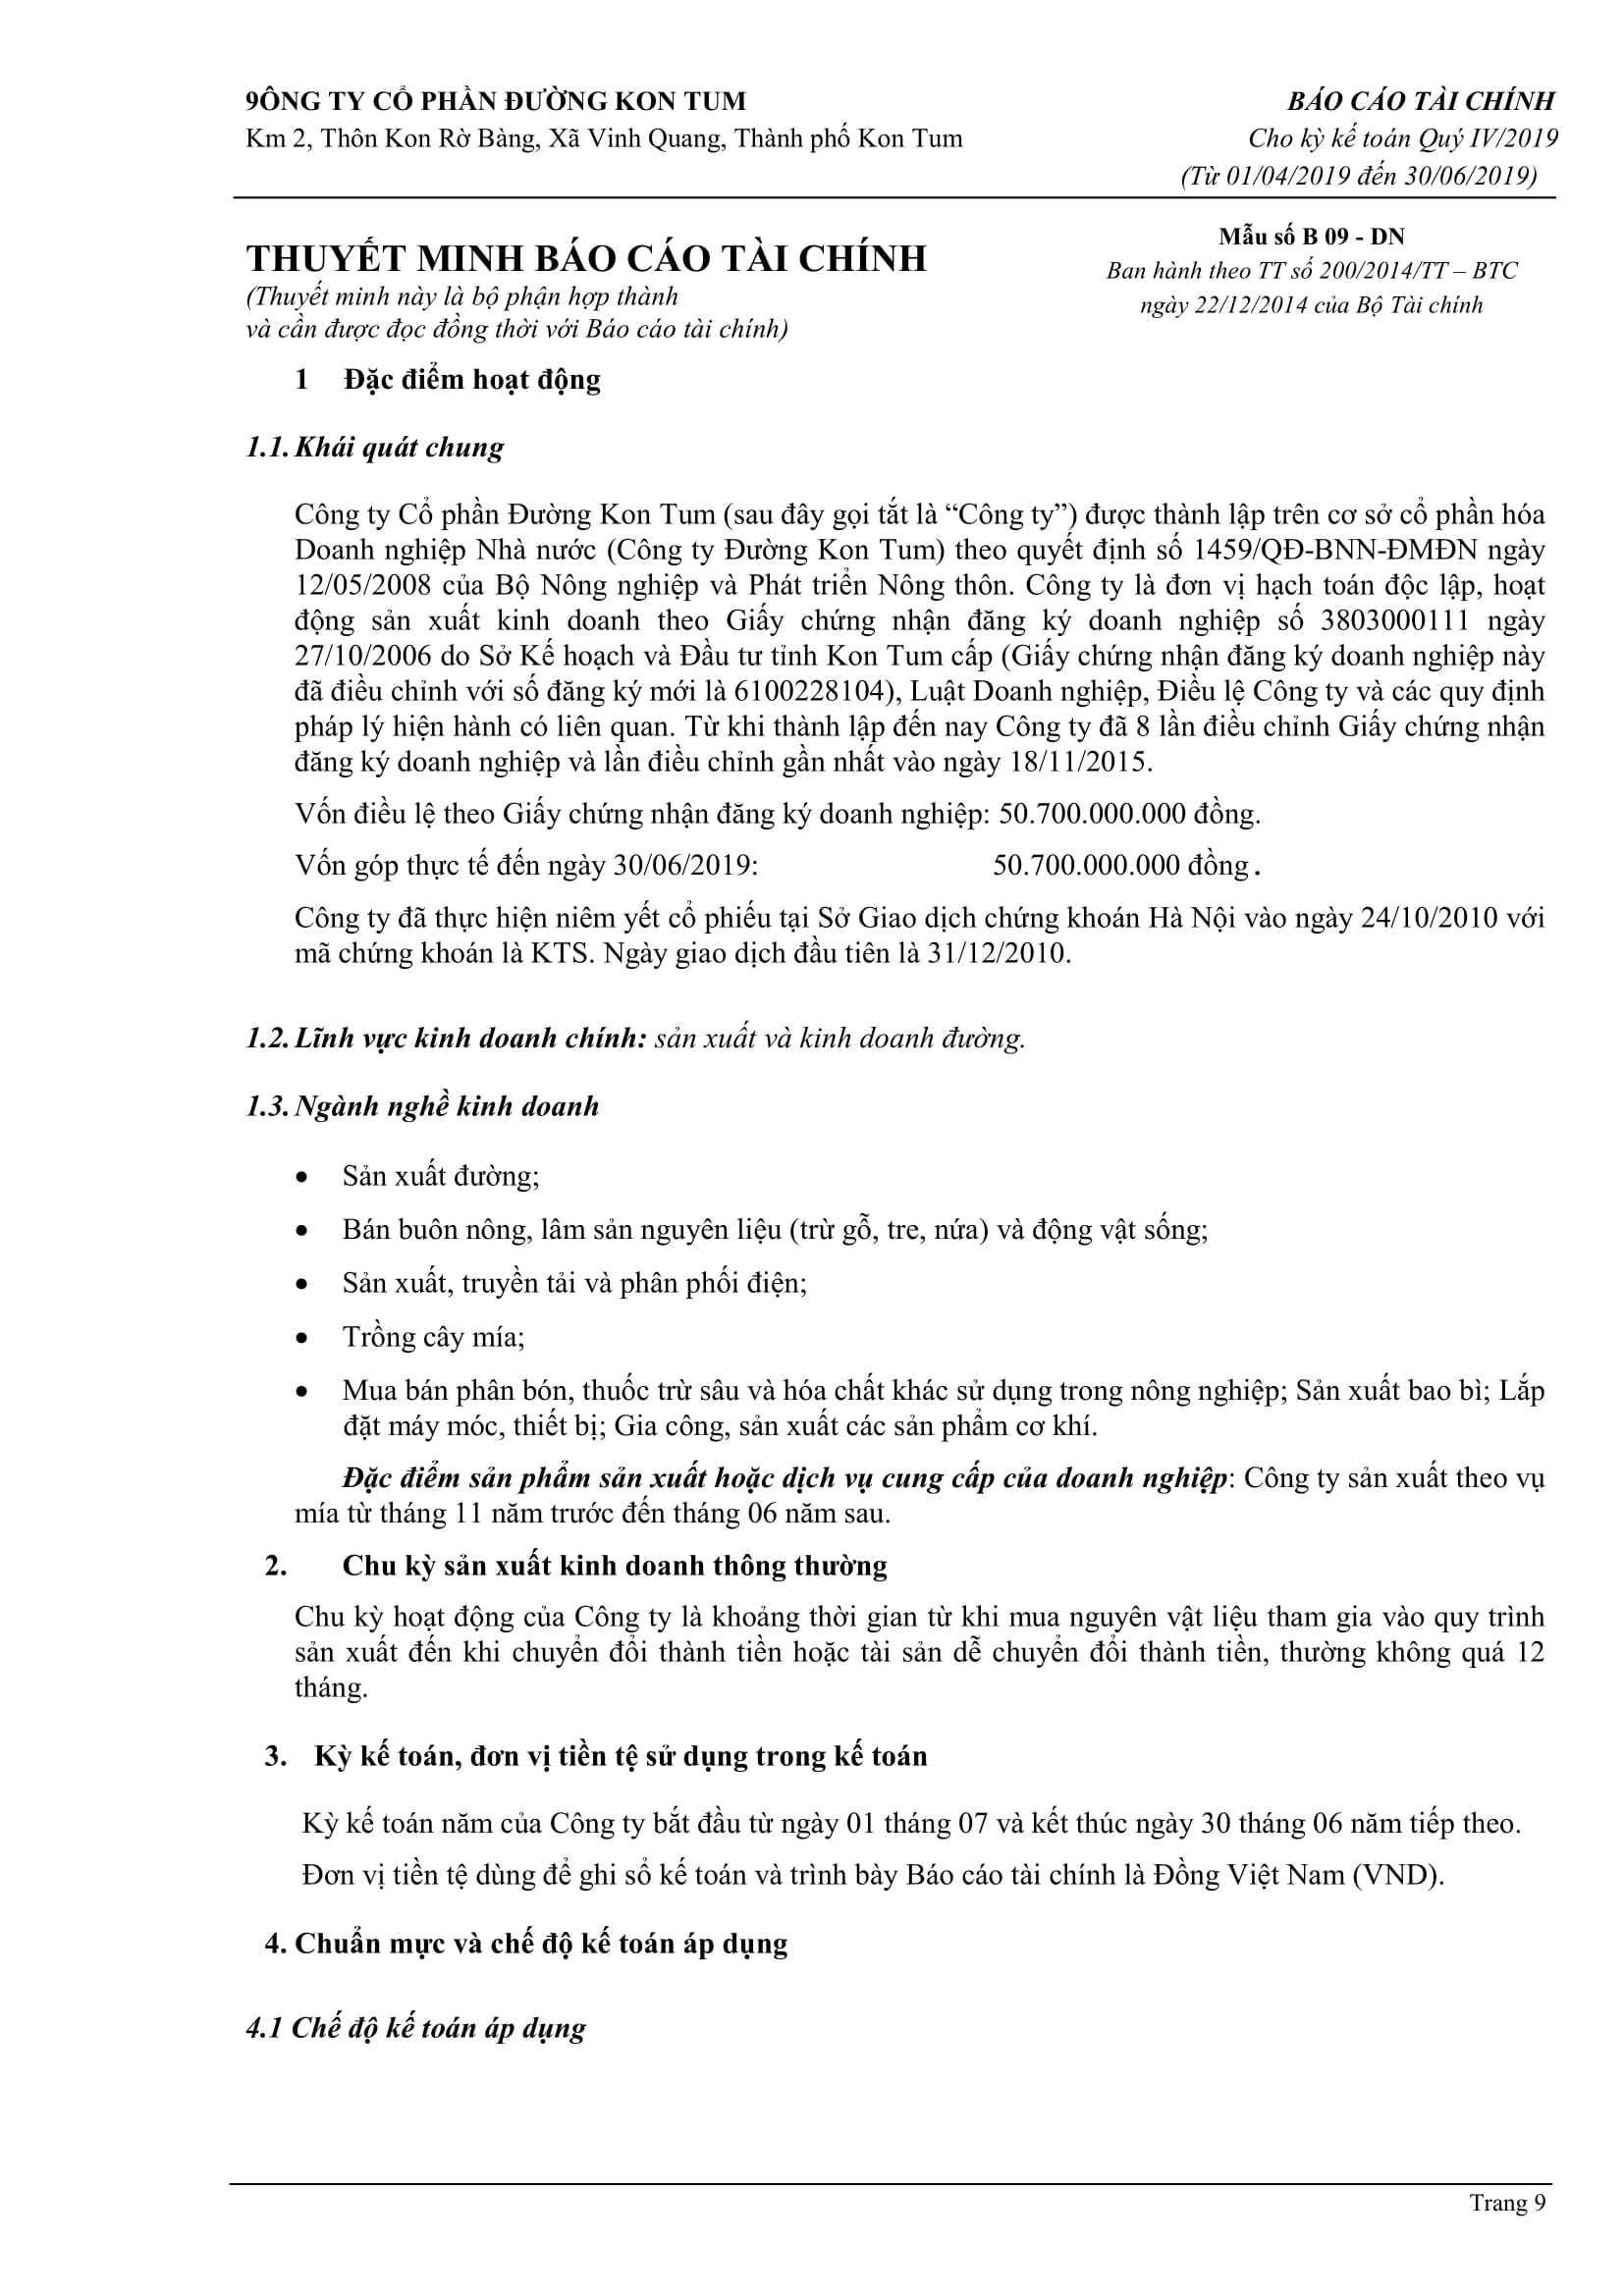 9ÔNG TY CỔ PHẦN ĐƯỜNG KON TUM
BÁO CÁO TÀI CHÍNH
Km 2, Thôn Kon Rờ Bàng, Xã Vinh Quang, Thành phố Kon Tum
Cho kỳ kế toán Quý IV/2019
(Từ 01/04/2019 đến 30/06/2019)
THUYẾT MINH BÁO CÁO TÀI CHÍNH
(Thuyết minh này là bộ phận hợp thành
và cần được đọc đồng thời với Báo cáo tài chính)
Mẫu số B 09 - DN
Ban hành theo TT số 200/2014/TT – BTC
ngày 22/12/2014 của Bộ Tài chính
1 Đặc điểm hoạt động
1.1. Khái quát chung
Công ty Cổ phần Đường Kon Tum (sau đây gọi tắt là “Công ty”) được thành lập trên cơ sở cổ phần hóa
Doanh nghiệp Nhà nước (Công ty Đường Kon Tum) theo quyết định số 1459/QĐ-BNN-ĐMĐN ngày
12/05/2008 của Bộ Nông nghiệp và Phát triển Nông thôn. Công ty là đơn vị hạch toán độc lập, hoạt
động sản xuất kinh doanh theo Giấy chứng nhận đăng ký doanh nghiệp số 3803000111 ngày
27/10/2006 do Sở Kế hoạch và Đầu tư tỉnh Kon Tum cấp (Giấy chứng nhận đăng ký doanh nghiệp này
đã điều chỉnh với số đăng ký mới là 6100228104), Luật Doanh nghiệp, Điều lệ Công ty và các quy định
pháp lý hiện hành có liên quan. Từ khi thành lập đến nay Công ty đã 8 lần điều chỉnh Giấy chứng nhận
đăng ký doanh nghiệp và lần điều chỉnh gần nhất vào ngày 18/11/2015.
Vốn điều lệ theo Giấy chứng nhận đăng ký doanh nghiệp: 50.700.000.000 đồng.
Vốn góp thực tế đến ngày 30/06/2019: 50.700.000.000 đồng.
Công ty đã thực hiện niêm yết cổ phiếu tại Sở Giao dịch chứng khoán Hà Nội vào ngày 24/10/2010 với
mã chứng khoán là KTS. Ngày giao dịch đầu tiên là 31/12/2010.
1.2. Lĩnh vực kinh doanh chính: sản xuất và kinh doanh đường.
1.3. Ngành nghề kinh doanh
• Sản xuất đường;
• Bán buôn nông, lâm sản nguyên liệu (trừ gỗ, tre, nứa) và động vật sống;
• Sản xuất, truyền tải và phân phối điện;
• Trồng cây mía;
• Mua bán phân bón, thuốc trừ sâu và hóa chất khác sử dụng trong nông nghiệp; Sản xuất bao bì; Lắp
đặt máy móc, thiết bị; Gia công, sản xuất các sản phẩm cơ khí.
Đặc điểm sản phẩm sản xuất hoặc dịch vụ cung cấp của doanh nghiệp: Công ty sản xuất theo vụ
mía từ tháng 11 năm trước đến tháng 06 năm sau.
2. Chu kỳ sản xuất kinh doanh thông thường
Chu kỳ hoạt động của Công ty là khoảng thời gian từ khi mua nguyên vật liệu tham gia vào quy trình
sản xuất đến khi chuyển đổi thành tiền hoặc tài sản dễ chuyển đổi thành tiền, thường không quá 12
tháng.
3. Kỳ kế toán, đơn vị tiền tệ sử dụng trong kế toán
Kỳ kế toán năm của Công ty bắt đầu từ ngày 01 tháng 07 và kết thúc ngày 30 tháng 06 năm tiếp theo.
Đơn vị tiền tệ dùng để ghi sổ kế toán và trình bày Báo cáo tài chính là Đồng Việt Nam (VND).
4. Chuẩn mực và chế độ kế toán áp dụng
4.1 Chế độ kế toán áp dụng
Trang 9